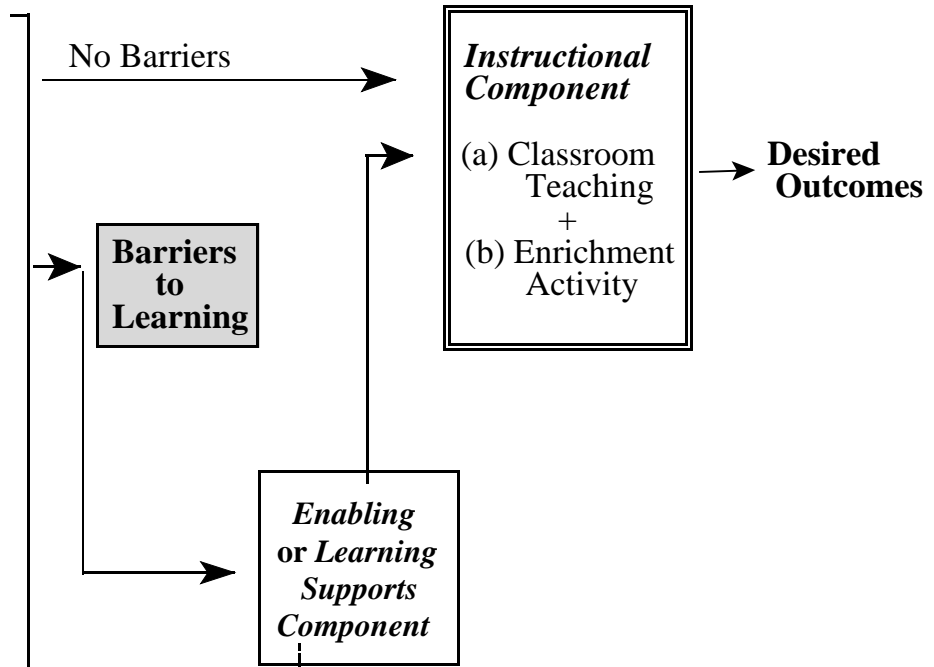 No Barriers
Instructional
Component
(a) Classroom
Teaching
+
(b) Enrichment
Activity
Desired
Outcomes
Barriers
to
Learning
Enabling
or Learning
Supports
Component